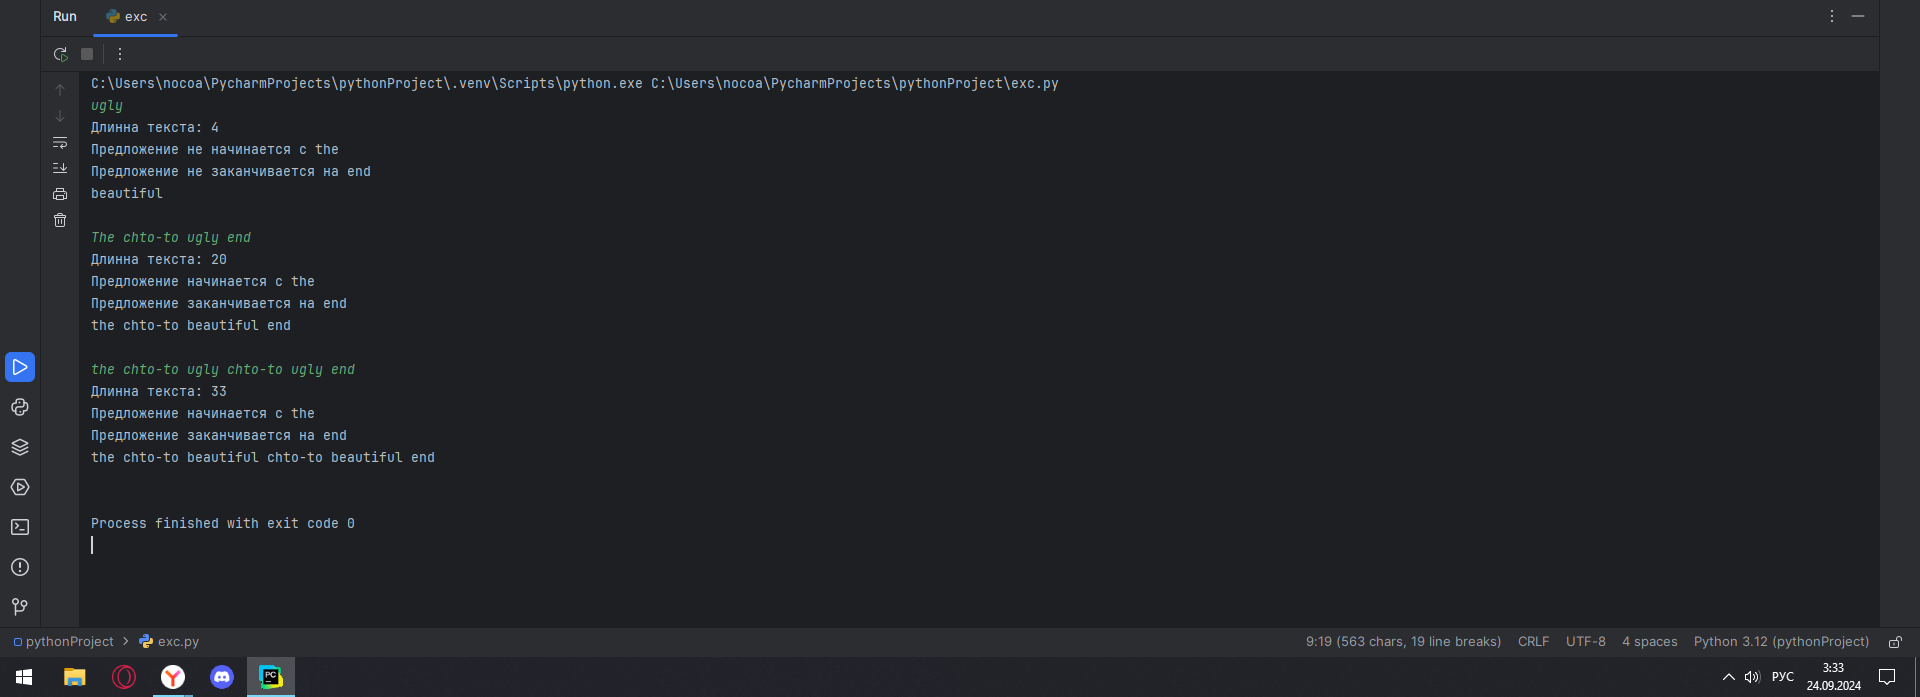 Run exc
C:\Users\nocoa\PycharmProjects\pythonProject\.venv\Scripts\python.exe C:\Users\nocoa\PycharmProjects\pythonProject\exc.py
ugly
Длинна текста: 4
Предложение не начинается с the
Предложение не заканчивается на end
beautiful
The chto-to ugly end
Длинна текста: 20
Предложение начинается с the
Предложение заканчивается на end
the chto-to beautiful end
the chto-to ugly chto-to ugly end
Длинна текста: 33
Предложение начинается с the
Предложение заканчивается на end
the chto-to beautiful chto-to beautiful end
Process finished with exit code 0
pythonProject > exc.py 9:19 (563 chars, 19 line breaks) CRLF UTF-8 4 spaces Python 3.12 (pythonProject)
PC РУС 3:33
24.09.2024